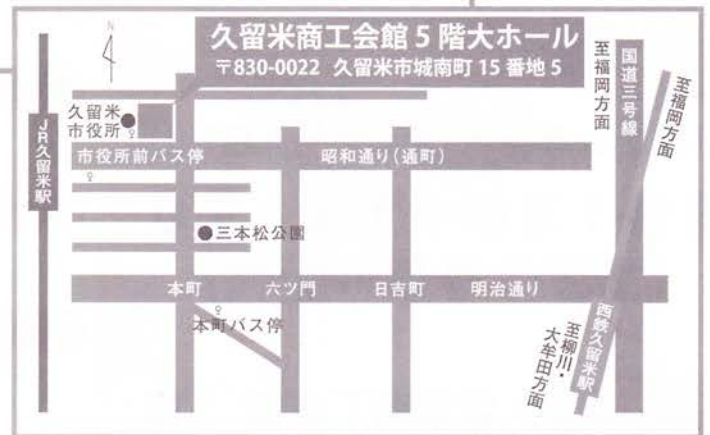 N
久留米商工会館 5 階大ホール
〒830-0022 久留米市城南町 15 番地 5
至福岡方面
国道三号線
至福岡方面
JR久留米駅
久留米
市役所
市役所前バス停
昭和通り(通町)
三本松公園
本町
六ツ門
日吉町
明治通り
本町バス停
西鉄久留米駅
至柳川・
大牟田方面